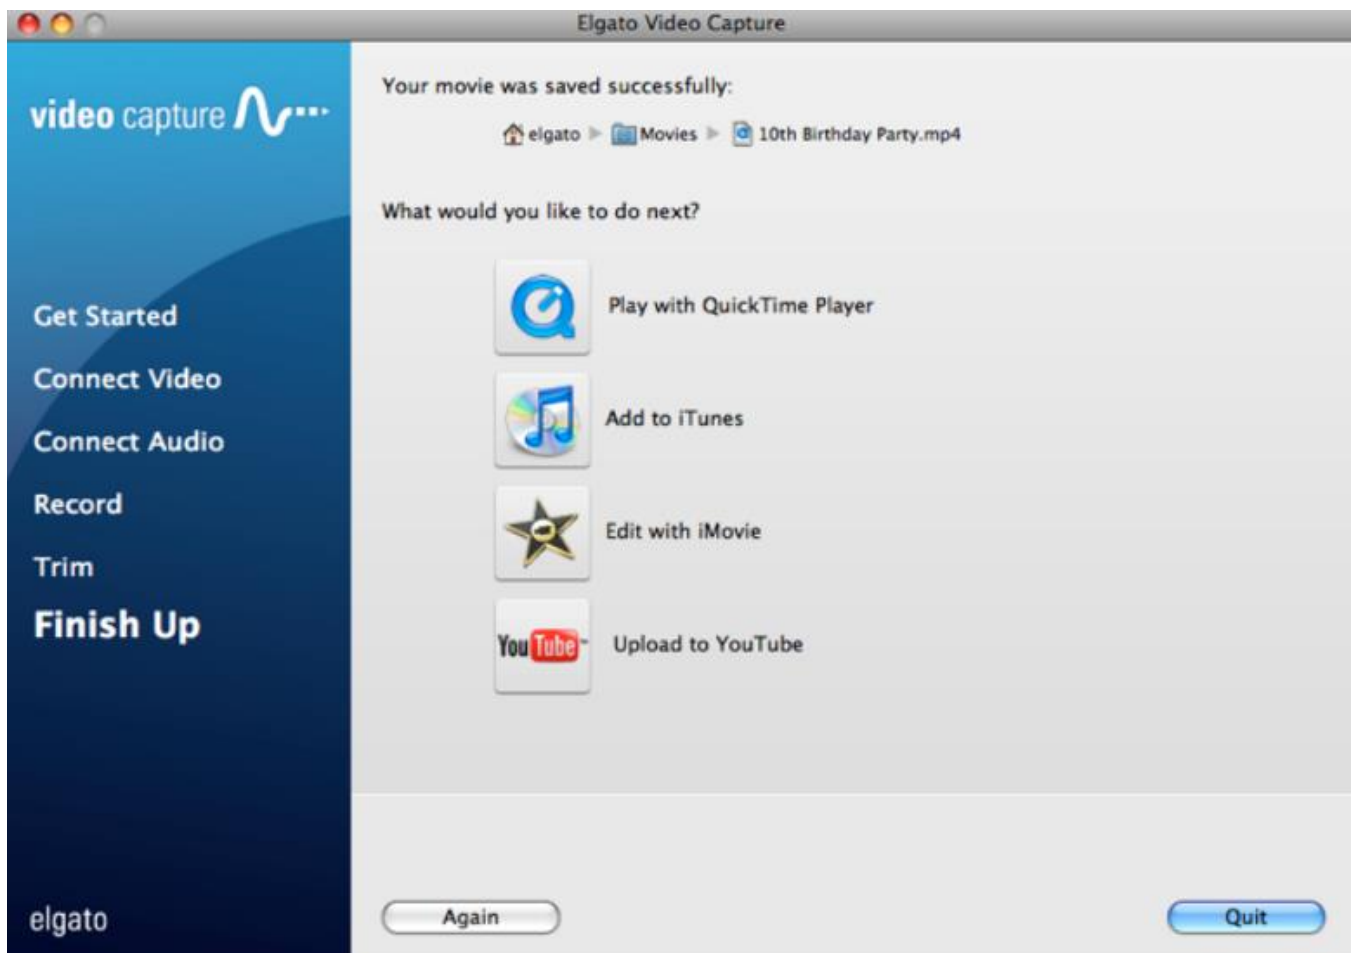 Elgato Video Capture
video capture
Get Started
Connect Video
Connect Audio
Record
Trim
Finish Up
elgato
Your movie was saved successfully:
elgato Movies 10th Birthday Party.mp4
What would you like to do next?
Play with QuickTime Player
Add to iTunes
Edit with iMovie
YouTube Upload to YouTube
Again Quit